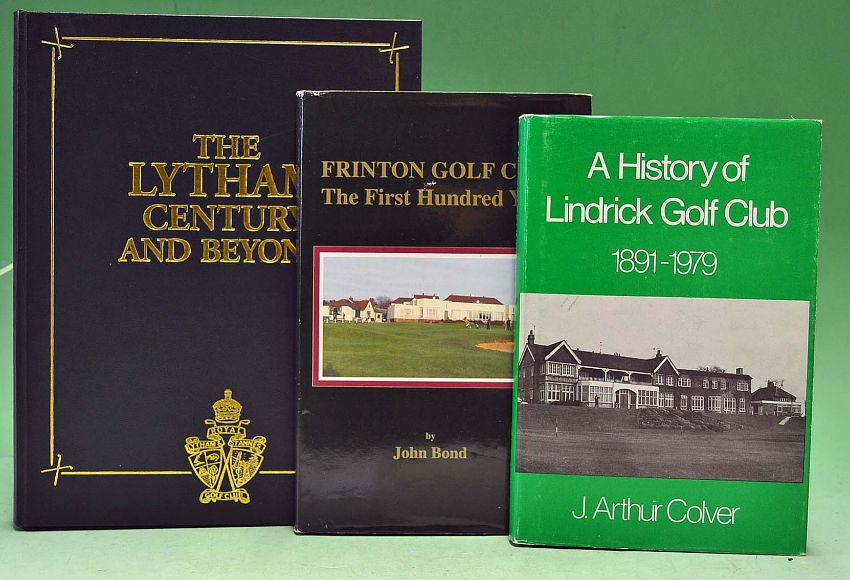 THE
LYTHAM
CENTURY
AND BEYON
ROYAL
LYTHAM & ST ANNES
GOLF CLUB
FRINTON GOLF C
The First Hundred Y
by
John Bond
A History of
Lindrick Golf Club
1891-1979
J. Arthur Colver